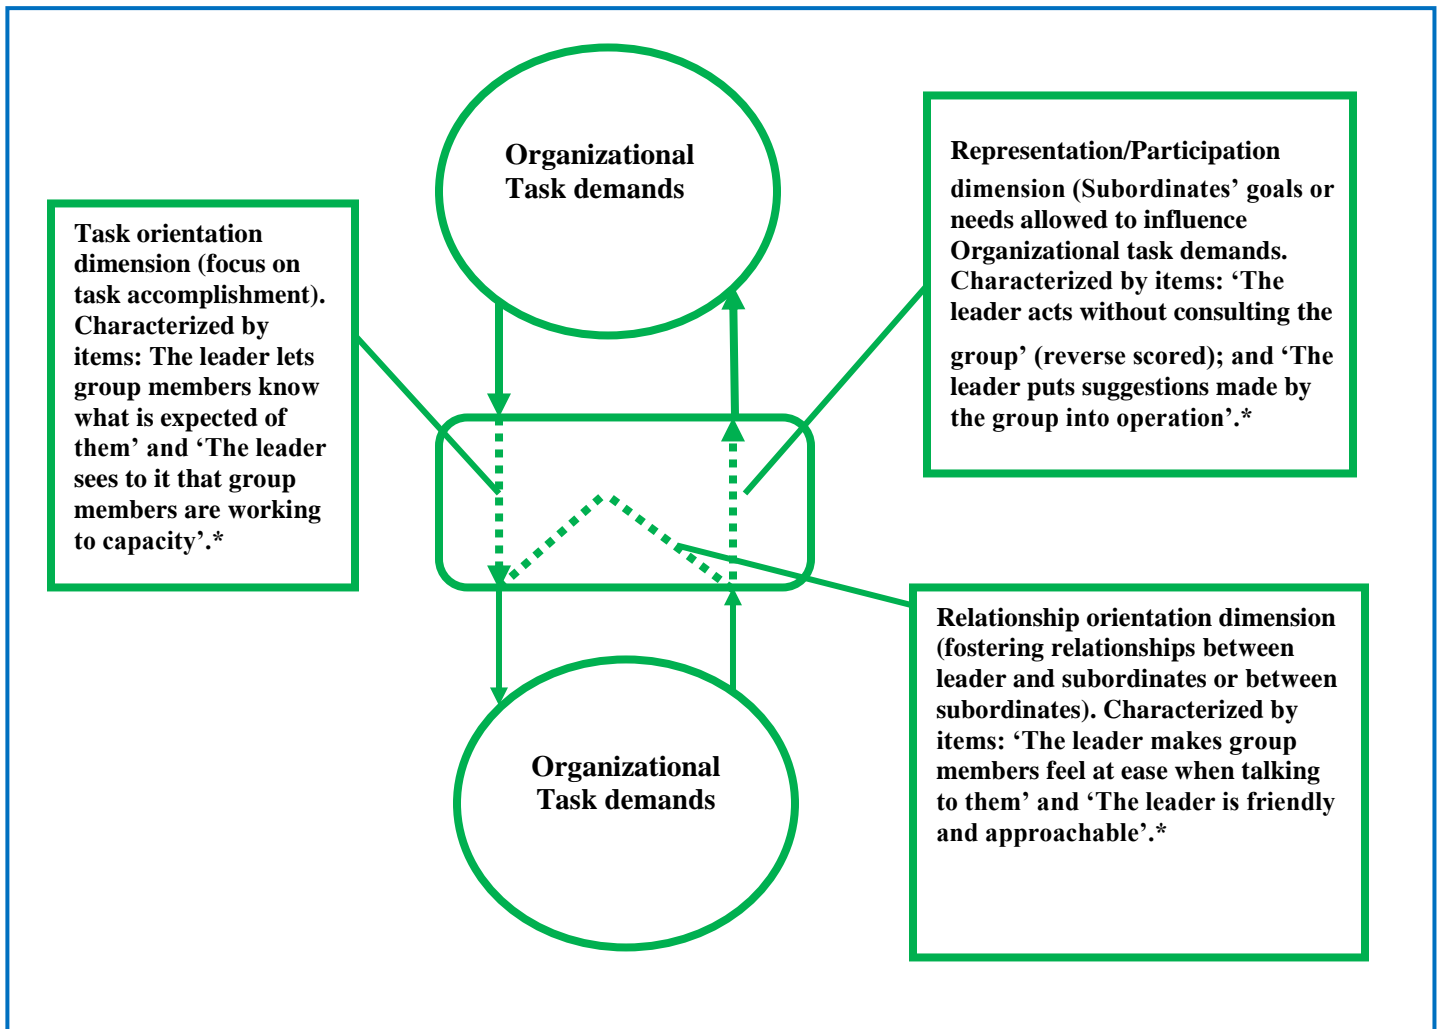 Organizational
Task demands
Representation/Participation
dimension (Subordinates’ goals or
needs allowed to influence
Organizational task demands.
Characterized by items: ‘The
leader acts without consulting the
group’ (reverse scored); and ‘The
leader puts suggestions made by
the group into operation’.*
Task orientation
dimension (focus on
task accomplishment).
Characterized by
items: The leader lets
group members know
what is expected of
them’ and ‘The leader
sees to it that group
members are working
to capacity’.*
Relationship orientation dimension
(fostering relationships between
leader and subordinates or between
subordinates). Characterized by
items: ‘The leader makes group
members feel at ease when talking
to them’ and ‘The leader is friendly
and approachable’.*
Organizational
Task demands